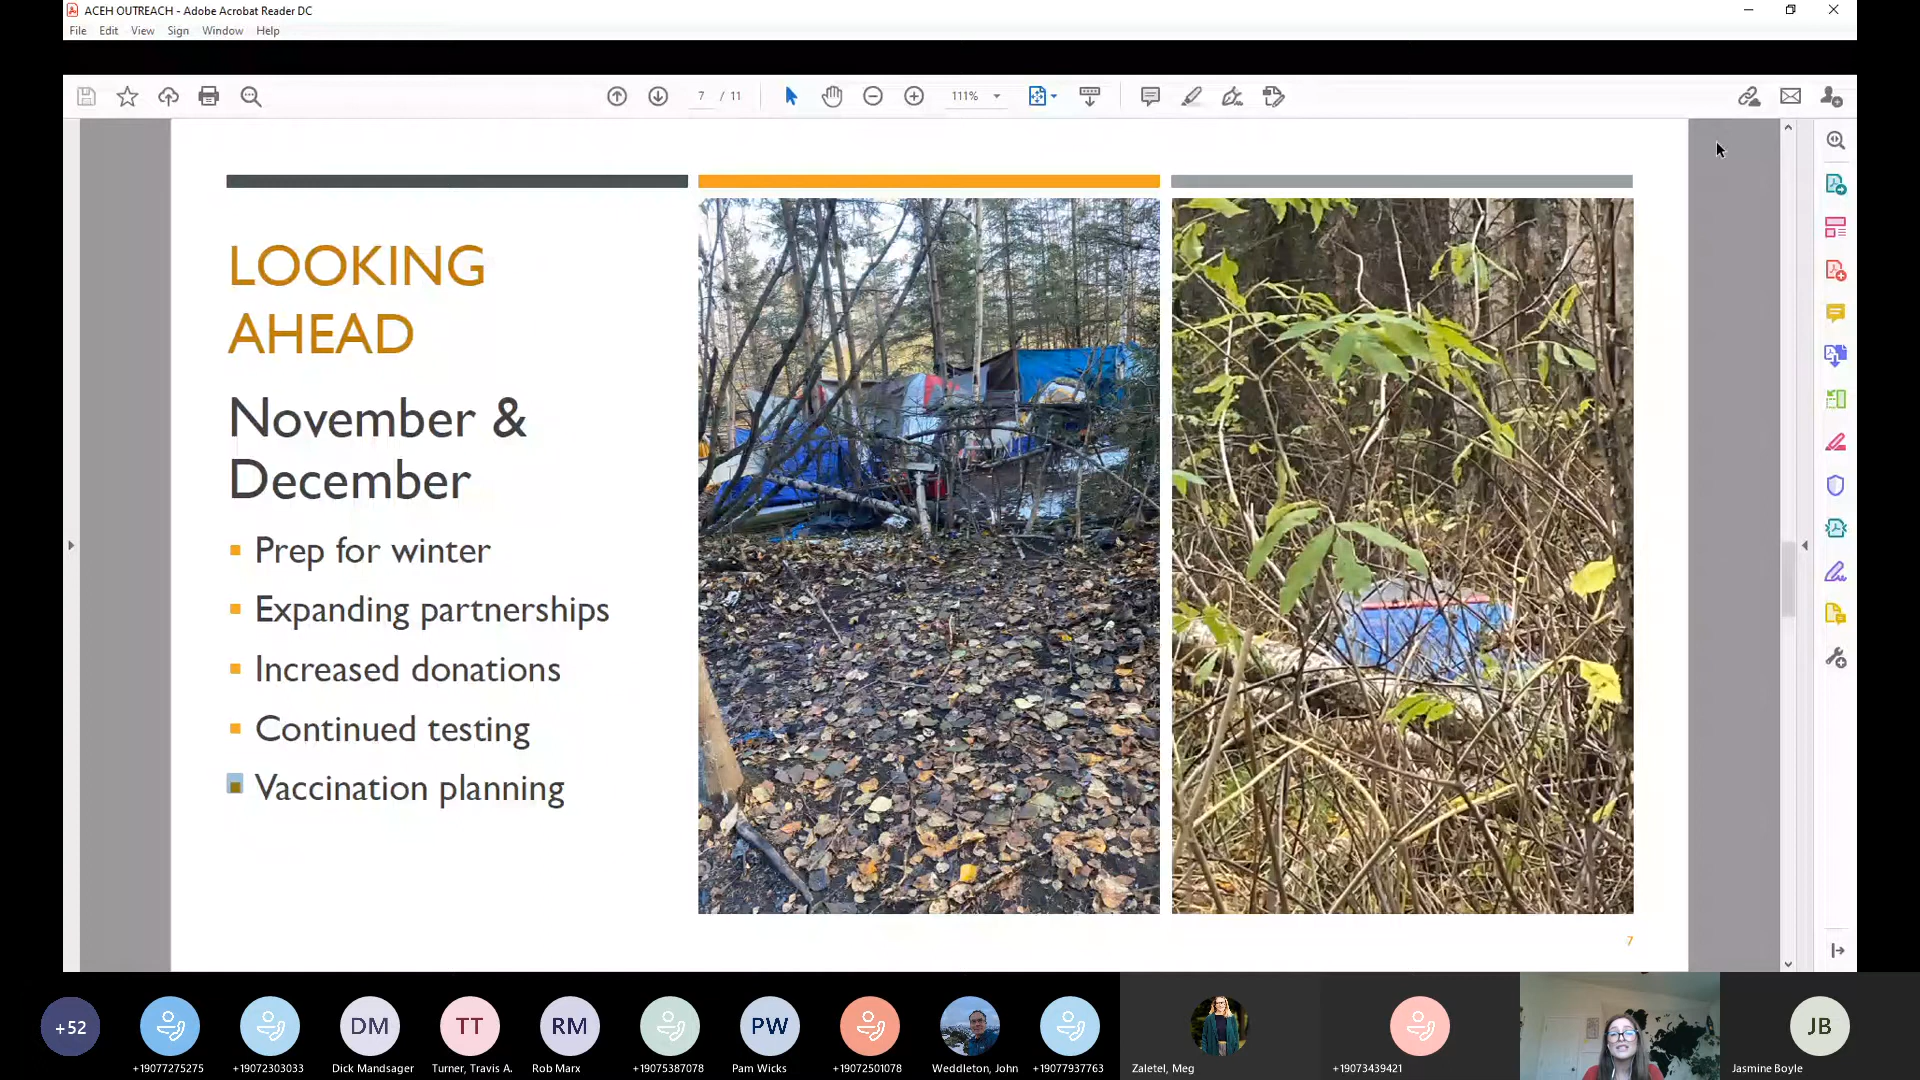 ACEH OUTREACH - Adobe Acrobat Reader DC
File Edit View Sign Window Help
7 / 11
111%
LOOKING
AHEAD
November &
December
Prep for winter
Expanding partnerships
Increased donations
Continued testing
Vaccination planning
7
+52
DM
TT
RM
PW
JB
+19077275275
+19072303033
Dick Mandsager
Turner, Travis A.
Rob Marx
+19075387078
Pam Wicks
+19072501078
Weddleton, John
+19077937763
Zaletel, Meg
+19073439421
Jasmine Boyle